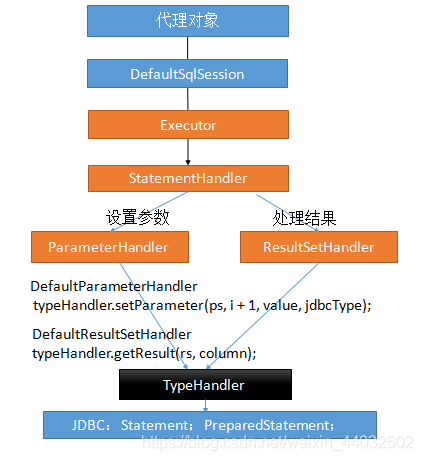 代理对象
DefaultSqlSession
Executor
StatementHandler
设置参数
处理结果
ParameterHandler
ResultSetHandler
DefaultParameterHandler
typeHandler.setParameter(ps, i + 1, value, jdbcType);
DefaultResultSetHandler
typeHandler.getResult(rs, column);
TypeHandler
JDBC：Statement；PreparedStatement；
https://blog.csdn.net/weixin_44032502